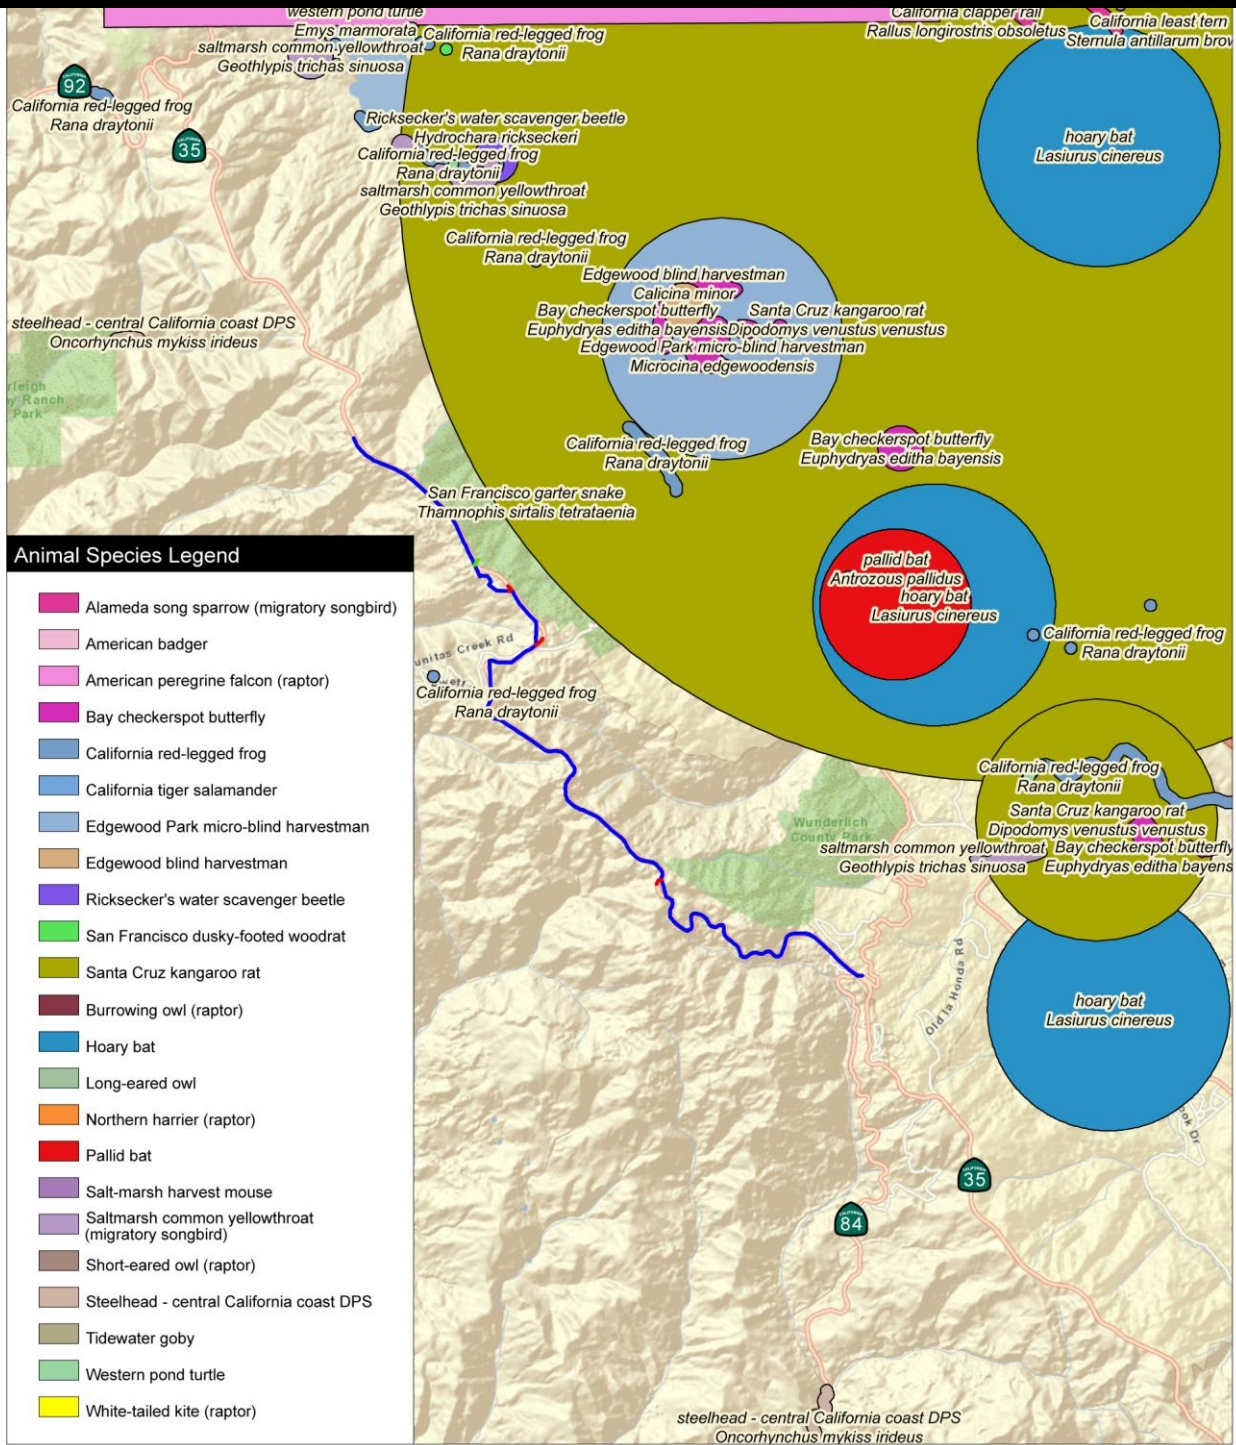 western pond turtle
Emys marmorata
California red-legged frog
Rana draytonii
saltmarsh common yellowthroat
Geothlypis trichas sinuosa
California clapper rail
Rallus longirostris obsoletus
California least tern
Sternula antillarum brow
92
California red-legged frog
Rana draytonii
35
Ricksecker's water scavenger beetle
Hydrochara rickseckeri
California red-legged frog
Rana draytonii
saltmarsh common yellowthroat
Geothlypis trichas sinuosa
hoary bat
Lasiurus cinereus
California red-legged frog
Rana draytonii
Edgewood blind harvestman
Calicina minor
Bay checkerspot butterfly
Euphydryas editha bayensis
Santa Cruz kangaroo rat
Dipodomys venustus venustus
Edgewood Park micro-blind harvestman
Microcina edgewoodensis
steelhead - central California coast DPS
Oncorhynchus mykiss irideus
rleigh
y Ranch
Park
California red-legged frog
Rana draytonii
Bay checkerspot butterfly
Euphydryas editha bayensis
San Francisco garter snake
Thamnophis sirtalis tetrataenia
pallid bat
Antrozous pallidus
hoary bat
Lasiurus cinereus
California red-legged frog
Rana draytonii
unitas Creek Rd
California red-legged frog
Rana draytonii
California red-legged frog
Rana draytonii
Santa Cruz kangaroo rat
Dipodomys venustus venustus
Wunderlich
County Park
saltmarsh common yellowthroat
Geothlypis trichas sinuosa
Bay checkerspot butterfly
Euphydryas editha bayens
Old la Honda Rd
hoary bat
Lasiurus cinereus
ook Dr
35
84
steelhead - central California coast DPS
Oncorhynchus mykiss irideus
Animal Species Legend
Alameda song sparrow (migratory songbird)
American badger
American peregrine falcon (raptor)
Bay checkerspot butterfly
California red-legged frog
California tiger salamander
Edgewood Park micro-blind harvestman
Edgewood blind harvestman
Ricksecker's water scavenger beetle
San Francisco dusky-footed woodrat
Santa Cruz kangaroo rat
Burrowing owl (raptor)
Hoary bat
Long-eared owl
Northern harrier (raptor)
Pallid bat
Salt-marsh harvest mouse
Saltmarsh common yellowthroat
(migratory songbird)
Short-eared owl (raptor)
Steelhead - central California coast DPS
Tidewater goby
Western pond turtle
White-tailed kite (raptor)